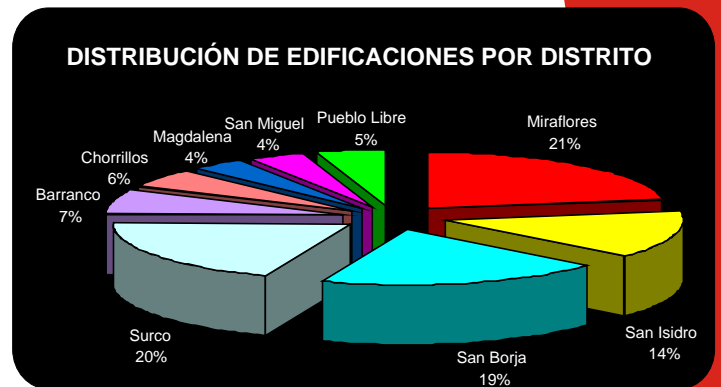 DISTRIBUCIÓN DE EDIFICACIONES POR DISTRITO
Miraflores
21%
San Isidro
14%
San Borja
19%
Surco
20%
Barranco
7%
Chorrillos
6%
Magdalena
4%
San Miguel
4%
Pueblo Libre
5%